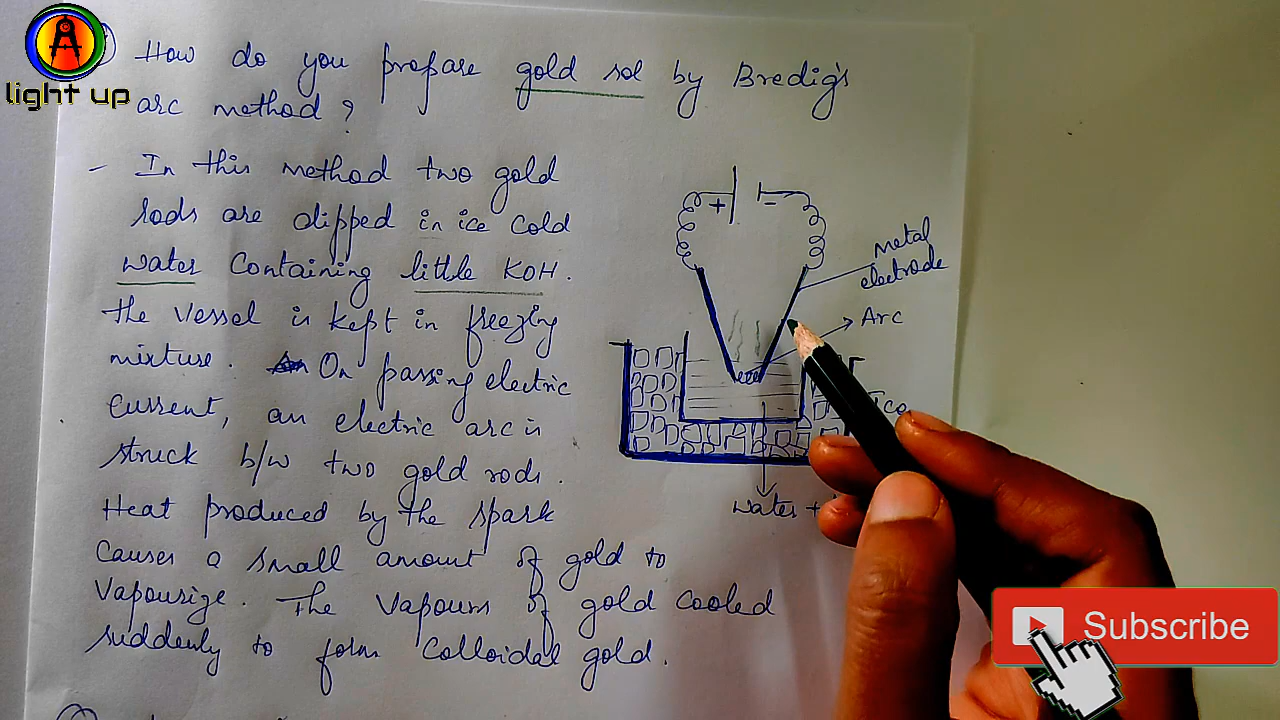 light up
How do you prepare gold sol by Bredig's
arc method ?
- In this method two gold
rods are dipped in ice cold
water containing little KOH.
the vessel is kept in freezing
mixture. On passing electric
current, an electric arc is
struck b/w two gold rods.
Heat produced by the spark
causes a small amount of gold to
vapourize. The vapours of gold cooled
suddenly to form colloidal gold.
+ -
metal
electrode
Arc
Ice
water +
Subscribe